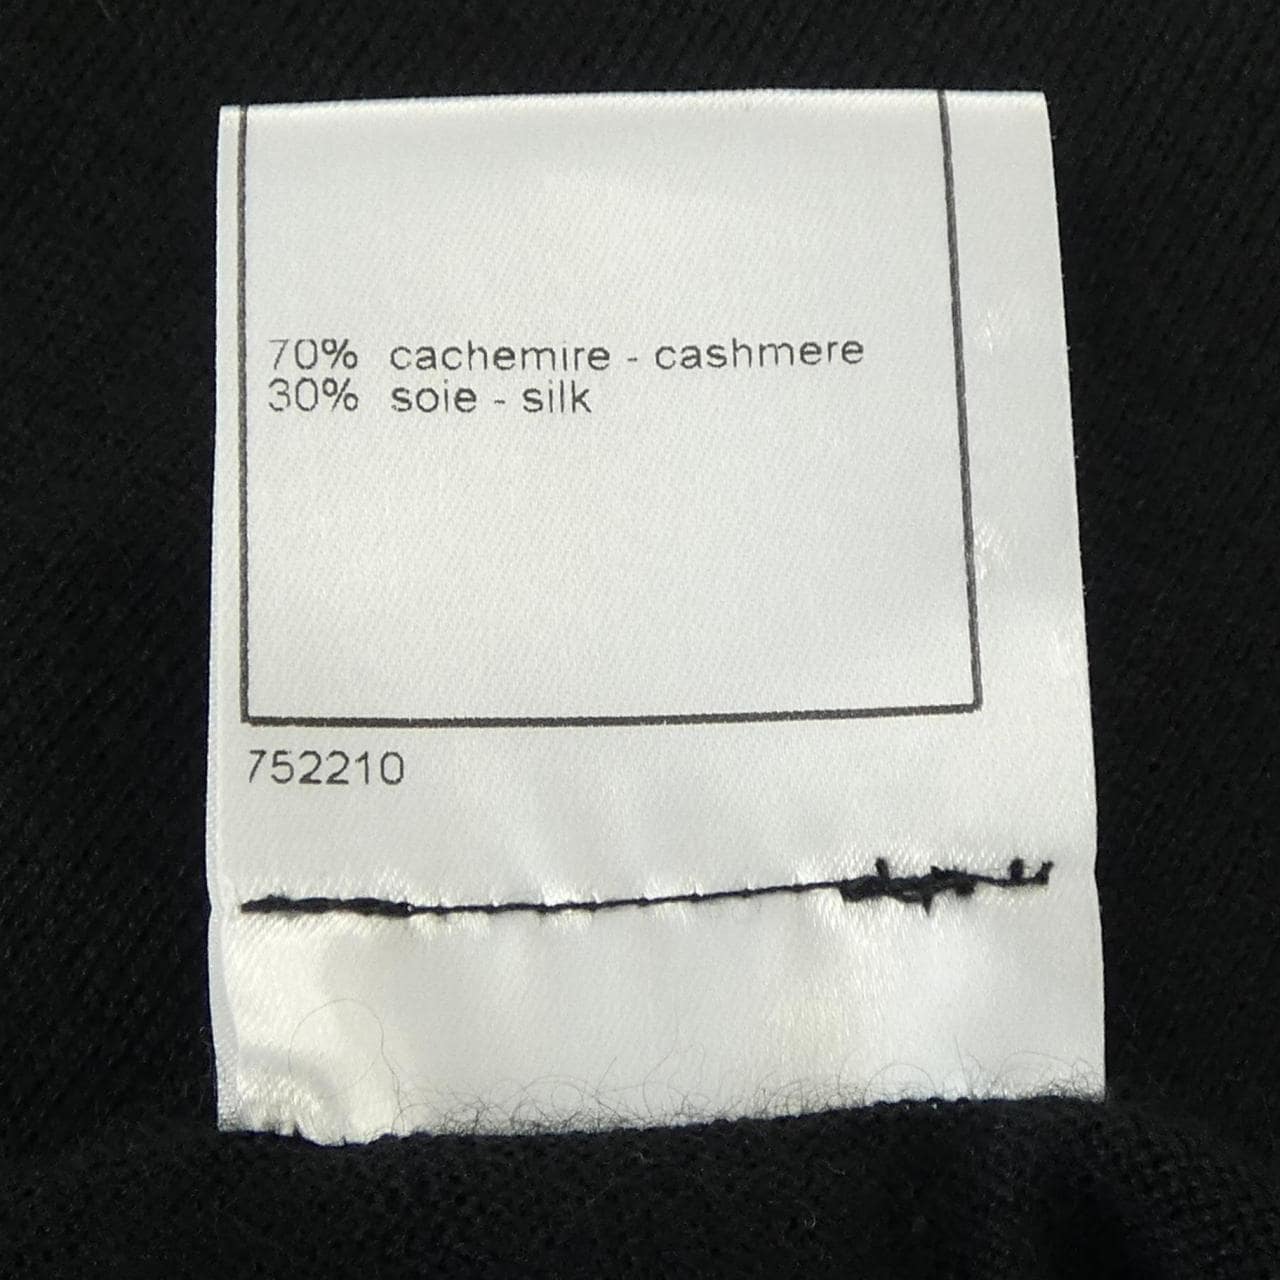 70% cachemire - cashmere
30% soie - silk
752210